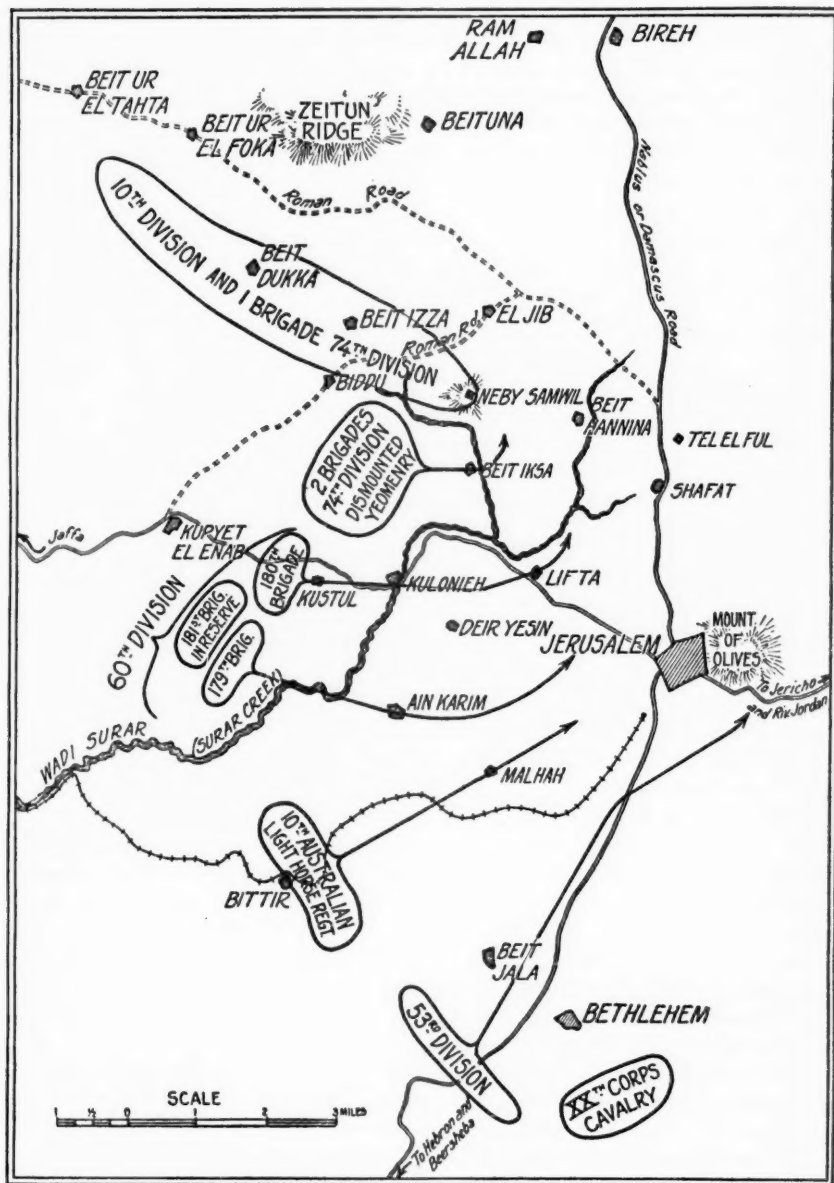 RAM
ALLAH
BIREH
BEIT UR
EL TAHTA
BEIT UR
EL FOKA
ZEITUN
RIDGE
BEITUNA
Roman Road
Nablus or Damascus Road
10TH DIVISION AND 1 BRIGADE 74TH DIVISION
BEIT
DUKKA
BEIT IZZA
Roman Rd.
EL JIB
BIDDU
NEBY SAMWIL
BEIT
HANNINA
TEL EL FUL
2 BRIGADES
74TH DIVISION
DISMOUNTED
YEOMENRY
BEIT IKSA
SHAFAT
Jaffa
KURYET
EL ENAB
180TH
BRIGADE
KUSTUL
KULONIEH
LIFTA
60TH DIVISION
181ST BRIG.
IN RESERVE
179TH BRIG.
DEIR YESIN
JERUSALEM
MOUNT
OF
OLIVES
To Jericho
and Riv. Jordan
WADI SURAR
(SURAR CREEK)
AIN KARIM
MALHAH
10TH AUSTRALIAN
LIGHT HORSE REGT.
BITTIR
BEIT
JALA
53RD DIVISION
BETHLEHEM
XXTH CORPS
CAVALRY
SCALE
1 ½ 0 1 2 3 MILES
To Hebron and
Beersheba